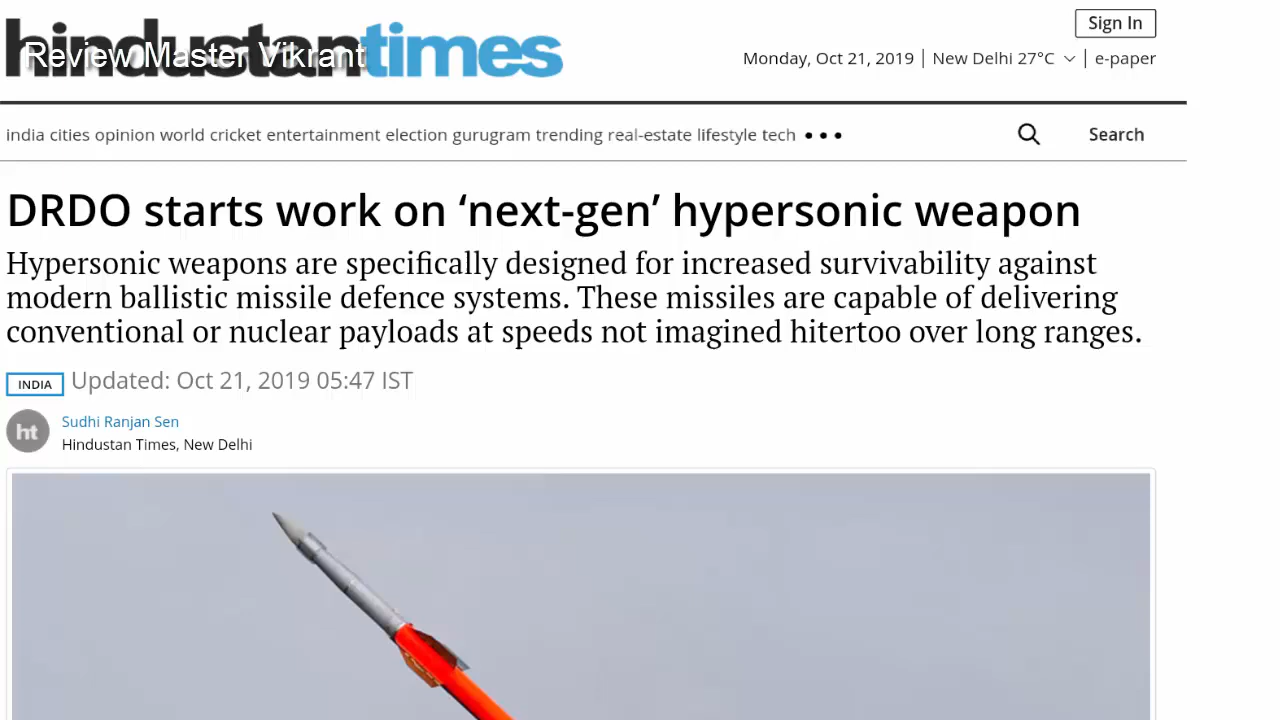 hindustantimes
Review Master Vikrant
Sign In
Monday, Oct 21, 2019 | New Delhi 27°C | e-paper
india cities opinion world cricket entertainment election gurugram trending real-estate lifestyle tech •••
Search
DRDO starts work on ‘next-gen’ hypersonic weapon
Hypersonic weapons are specifically designed for increased survivability against
modern ballistic missile defence systems. These missiles are capable of delivering
conventional or nuclear payloads at speeds not imagined hitertoo over long ranges.
INDIA Updated: Oct 21, 2019 05:47 IST
ht
Sudhi Ranjan Sen
Hindustan Times, New Delhi